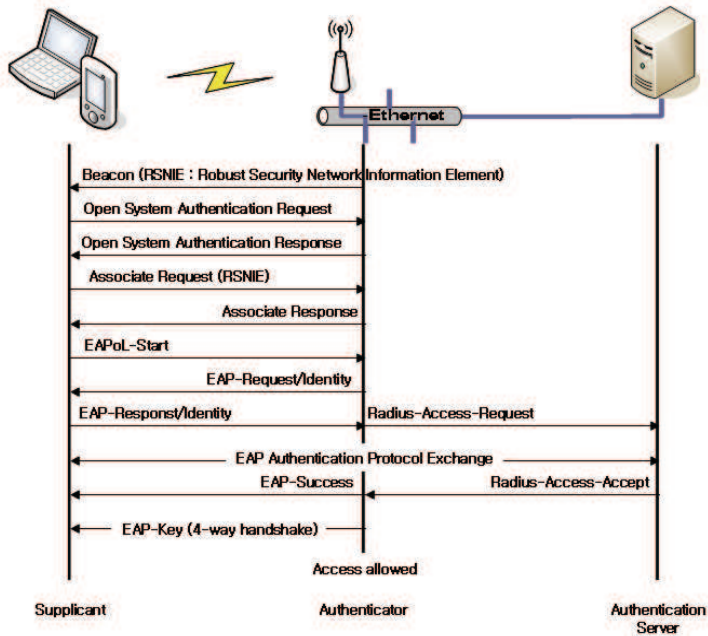 Ethernet
Beacon (RSNIE : Robust Security Network Information Element)
Open System Authentication Request
Open System Authentication Response
Associate Request (RSNIE)
Associate Response
EAPoL-Start
EAP-Request/Identity
EAP-Responst/Identity
Radius-Access-Request
EAP Authentication Protocol Exchange
EAP-Success
Radius-Access-Accept
EAP-Key (4-way handshake)
Access allowed
Supplicant
Authenticator
Authentication
Server